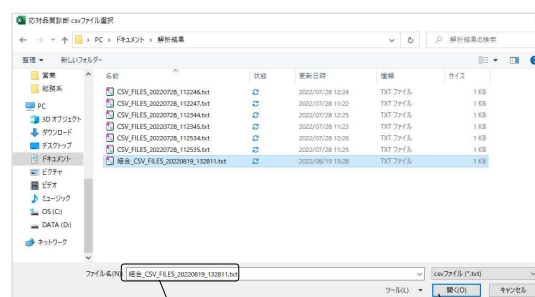 応対品質診断 csvファイル選択
PC > ドキュメント > 解析結果
解析結果の検索
整理 新しいフォルダー
名前 状態 更新日時 種類 サイズ
営業
総務系
PC
3D オブジェクト
ダウンロード
デスクトップ
ドキュメント
ピクチャ
ビデオ
ミュージック
OS (C:)
DATA (D:)
ネットワーク
CSV_FILES_20220728_112246.txt 2022/07/28 12:24 TXT ファイル 1 KB
CSV_FILES_20220728_112247.txt 2022/07/28 11:22 TXT ファイル 1 KB
CSV_FILES_20220728_112344.txt 2022/07/28 12:25 TXT ファイル 1 KB
CSV_FILES_20220728_112345.txt 2022/07/28 11:23 TXT ファイル 1 KB
CSV_FILES_20220728_112534.txt 2022/07/28 12:26 TXT ファイル 1 KB
CSV_FILES_20220728_112535.txt 2022/07/28 11:25 TXT ファイル 1 KB
結合_CSV_FILES_20220819_132811.txt 2022/08/19 13:28 TXT ファイル 1 KB
ファイル名(N): 結合_CSV_FILES_20220819_132811.txt csvファイル (*.txt)
ツール(L) 開く(O) キャンセル